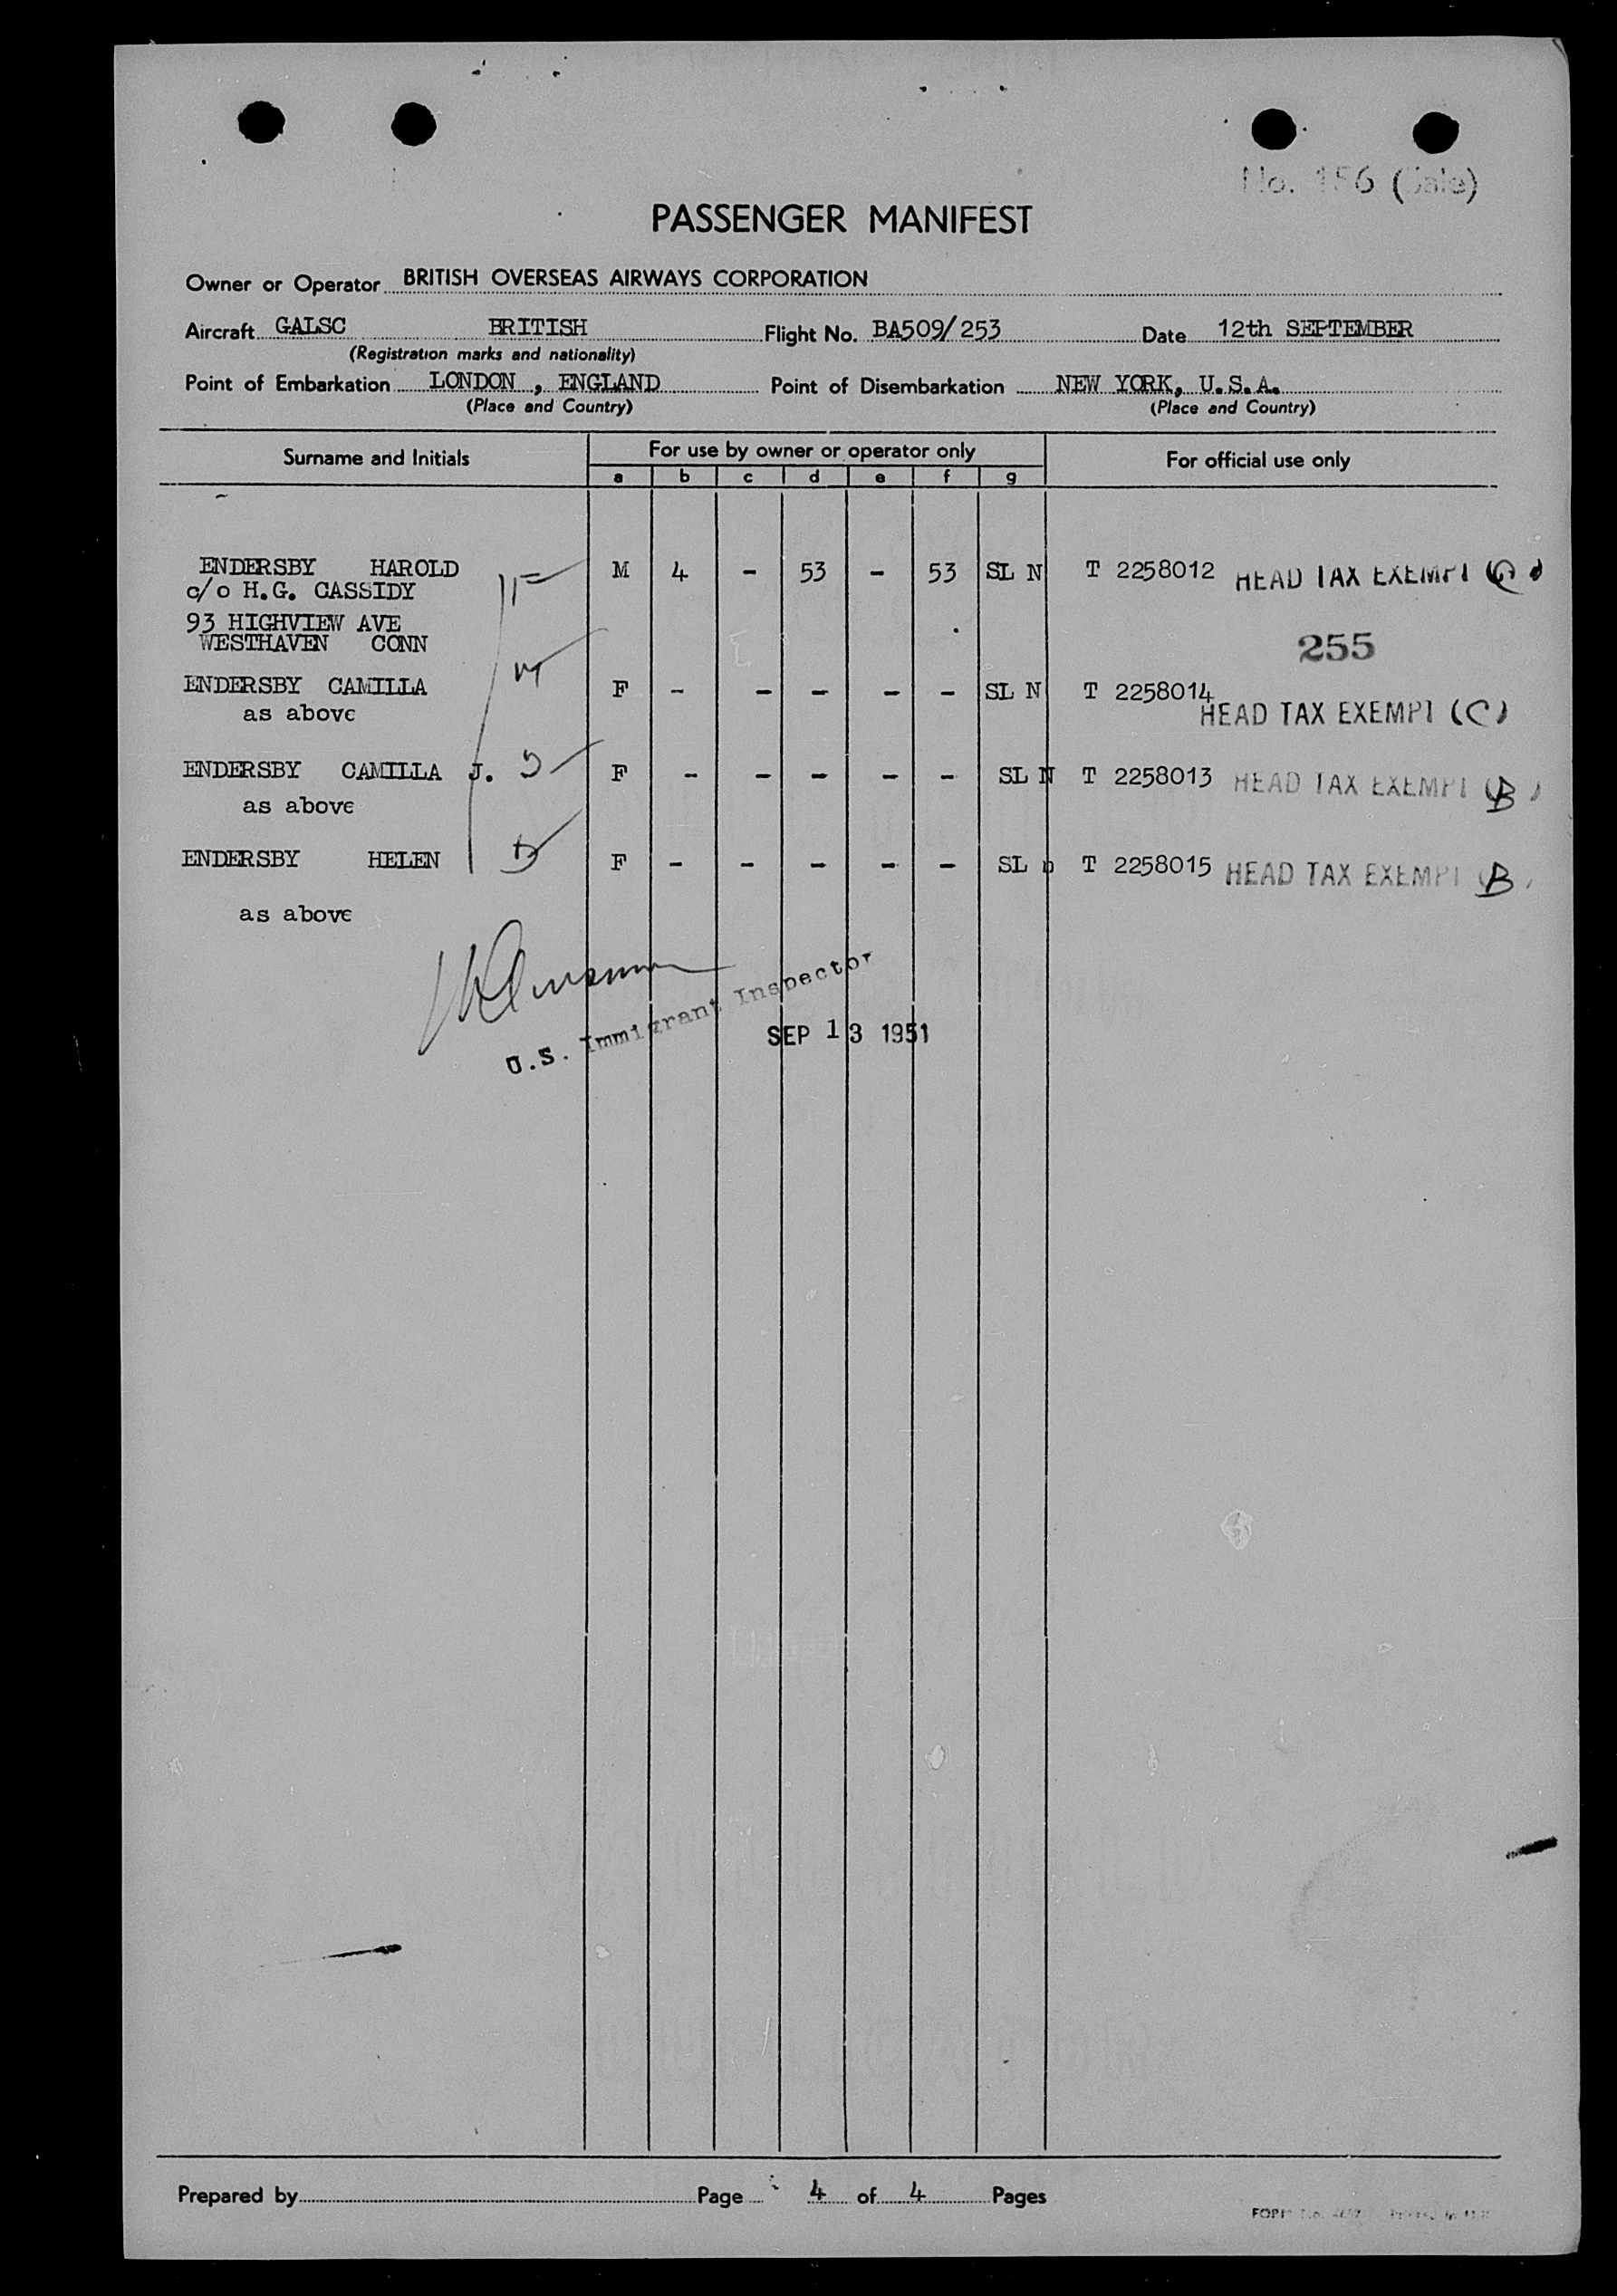 No. 156 (Sale)
PASSENGER MANIFEST
Owner or Operator BRITISH OVERSEAS AIRWAYS CORPORATION
Aircraft GALSC BRITISH Flight No. BA509/253 Date 12th SEPTEMBER
(Registration marks and nationality)
Point of Embarkation LONDON , ENGLAND Point of Disembarkation NEW YORK, U.S.A.
(Place and Country) (Place and Country)
Surname and Initials For use by owner or operator only For official use only
a b c d e f g
ENDERSBY HAROLD M 4 - 53 - 53 SL N T 2258012 HEAD TAX EXEMPT
c/o H.G. CASSIDY
93 HIGHVIEW AVE
WESTHAVEN CONN 255
ENDERSBY CAMILLA F - - - - - SL N T 2258014
as above HEAD TAX EXEMPT (C)
ENDERSBY CAMILLA J. F - - - - - SL N T 2258013 HEAD TAX EXEMPT (B)
as above
ENDERSBY HELEN F - - - - - SL T 2258015 HEAD TAX EXEMPT (B)
as above
U.S. Immigrant Inspector
SEP 13 1951
Prepared by Page 4 of 4 Pages
FORM